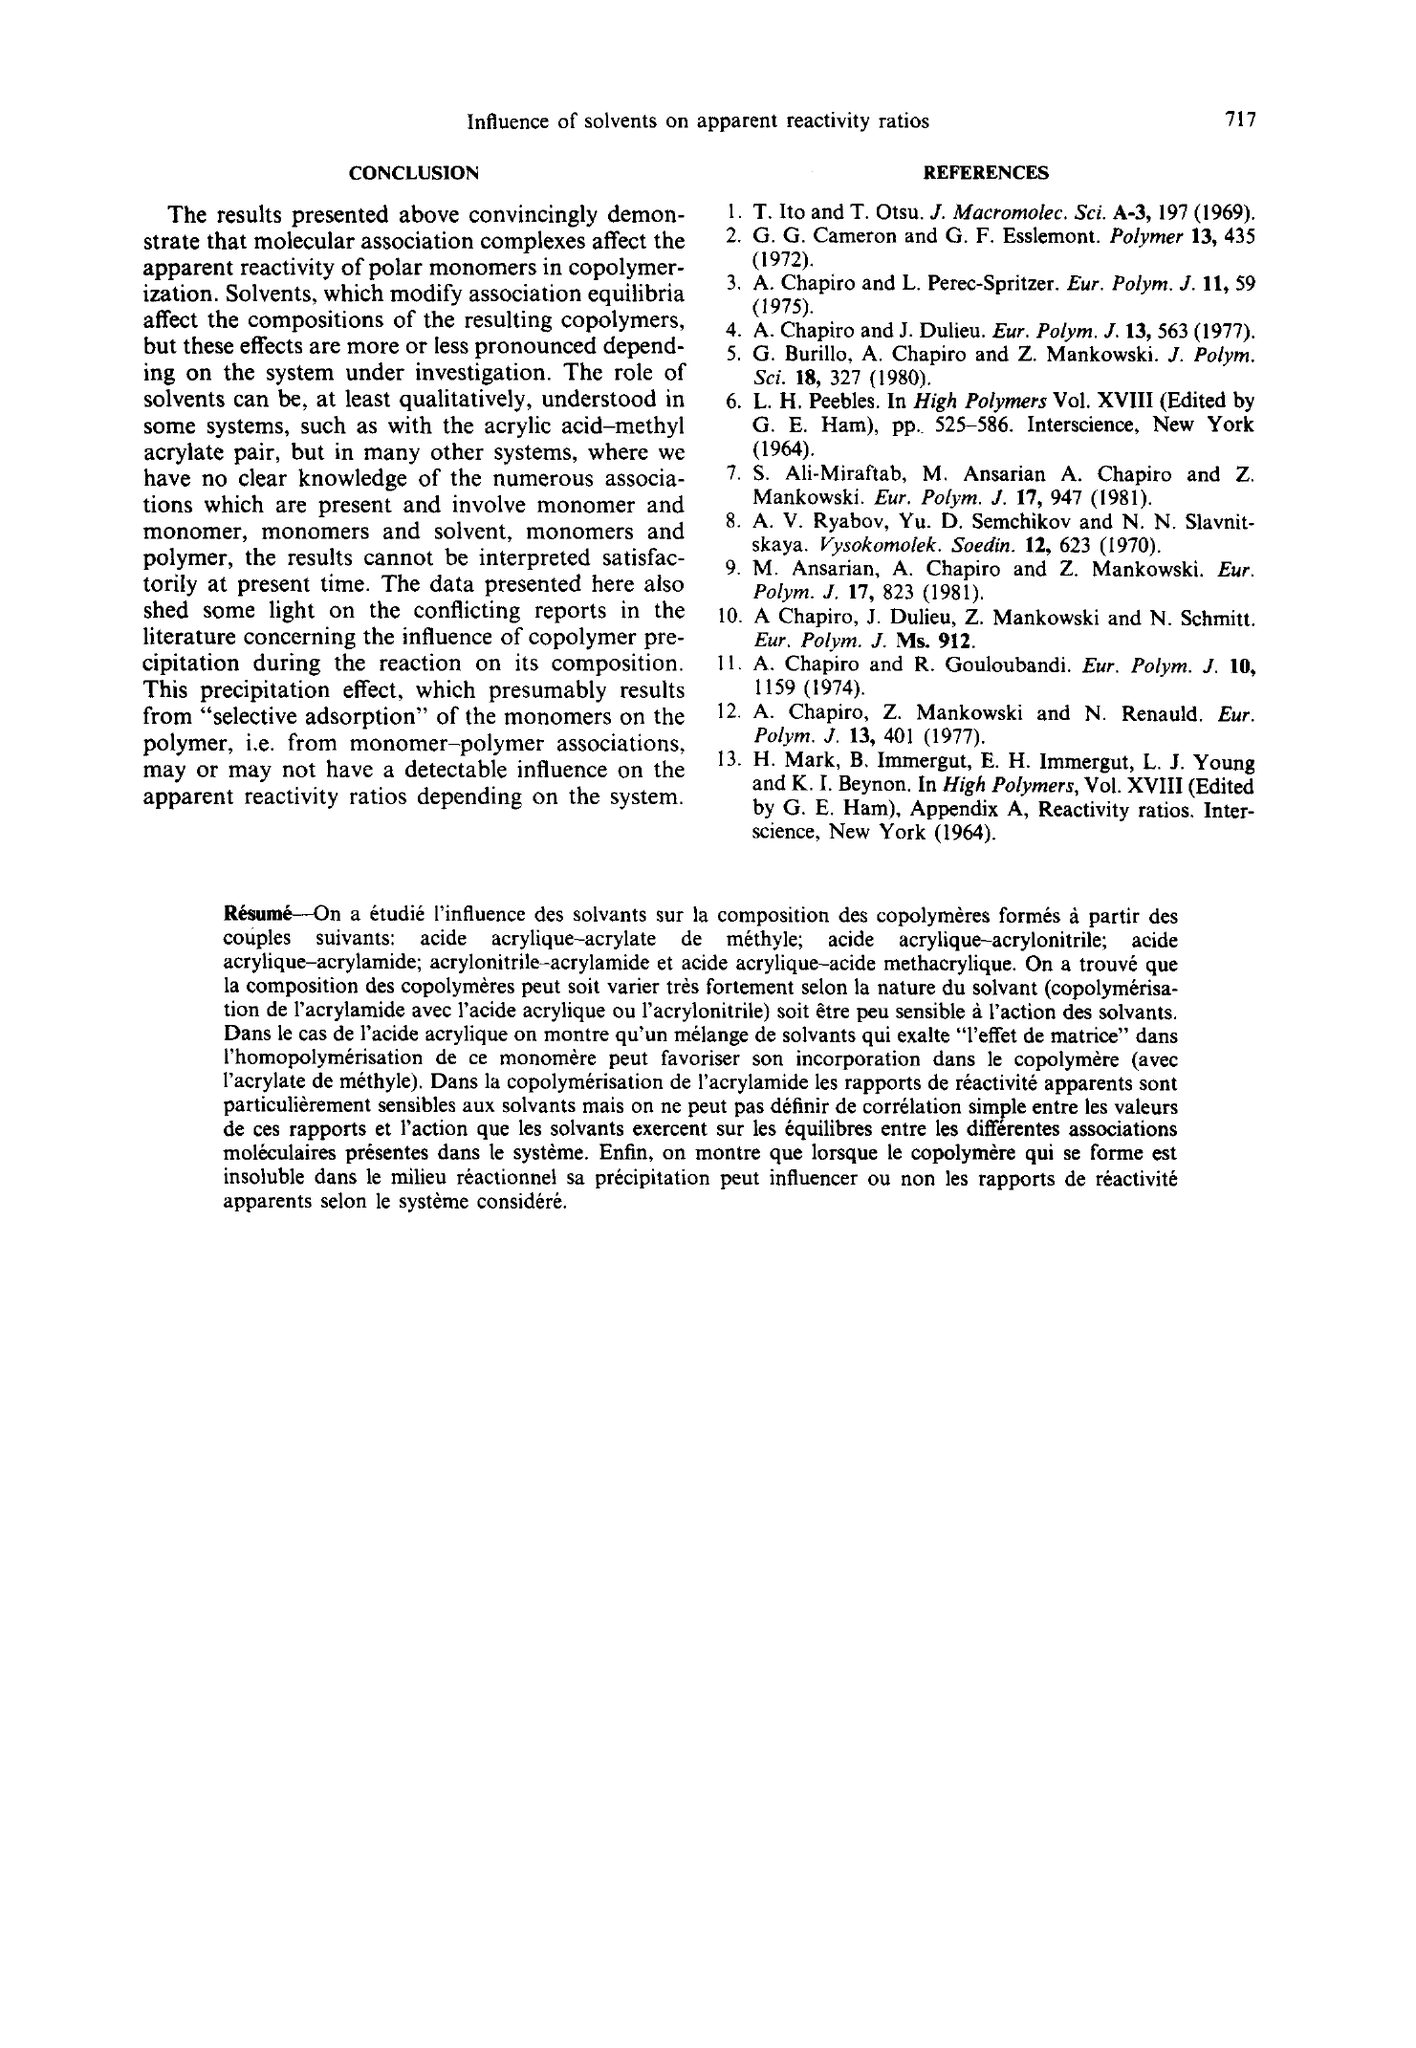 Influence of solvents on apparent reactivity ratios
717
CONCLUSION
The results presented above convincingly demon-
strate that molecular association complexes affect the
apparent reactivity of polar monomers in copolymer-
ization. Solvents, which modify association equilibria
affect the compositions of the resulting copolymers,
but these effects are more or less pronounced depend-
ing on the system under investigation. The role of
solvents can be, at least qualitatively, understood in
some systems, such as with the acrylic acid–methyl
acrylate pair, but in many other systems, where we
have no clear knowledge of the numerous associa-
tions which are present and involve monomer and
monomer, monomers and solvent, monomers and
polymer, the results cannot be interpreted satisfac-
torily at present time. The data presented here also
shed some light on the conflicting reports in the
literature concerning the influence of copolymer pre-
cipitation during the reaction on its composition.
This precipitation effect, which presumably results
from “selective adsorption” of the monomers on the
polymer, i.e. from monomer–polymer associations,
may or may not have a detectable influence on the
apparent reactivity ratios depending on the system.
REFERENCES
1. T. Ito and T. Otsu. J. Macromolec. Sci. A-3, 197 (1969).
2. G. G. Cameron and G. F. Esslemont. Polymer 13, 435
(1972).
3. A. Chapiro and L. Perec-Spritzer. Eur. Polym. J. 11, 59
(1975).
4. A. Chapiro and J. Dulieu. Eur. Polym. J. 13, 563 (1977).
5. G. Burillo, A. Chapiro and Z. Mankowski. J. Polym.
Sci. 18, 327 (1980).
6. L. H. Peebles. In High Polymers Vol. XVIII (Edited by
G. E. Ham), pp. 525–586. Interscience, New York
(1964).
7. S. Ali-Miraftab, M. Ansarian A. Chapiro and Z.
Mankowski. Eur. Polym. J. 17, 947 (1981).
8. A. V. Ryabov, Yu. D. Semchikov and N. N. Slavnit-
skaya. Vysokomolek. Soedin. 12, 623 (1970).
9. M. Ansarian, A. Chapiro and Z. Mankowski. Eur.
Polym. J. 17, 823 (1981).
10. A Chapiro, J. Dulieu, Z. Mankowski and N. Schmitt.
Eur. Polym. J. Ms. 912.
11. A. Chapiro and R. Gouloubandi. Eur. Polym. J. 10,
1159 (1974).
12. A. Chapiro, Z. Mankowski and N. Renauld. Eur.
Polym. J. 13, 401 (1977).
13. H. Mark, B. Immergut, E. H. Immergut, L. J. Young
and K. I. Beynon. In High Polymers, Vol. XVIII (Edited
by G. E. Ham), Appendix A, Reactivity ratios. Inter-
science, New York (1964).
Résumé—On a étudié l'influence des solvants sur la composition des copolymères formés à partir des
couples suivants: acide acrylique–acrylate de méthyle; acide acrylique–acrylonitrile; acide
acrylique–acrylamide; acrylonitrile–acrylamide et acide acrylique–acide methacrylique. On a trouvé que
la composition des copolymères peut soit varier très fortement selon la nature du solvant (copolymérisa-
tion de l'acrylamide avec l'acide acrylique ou l'acrylonitrile) soit être peu sensible à l'action des solvants.
Dans le cas de l'acide acrylique on montre qu'un mélange de solvants qui exalte “l'effet de matrice” dans
l'homopolymérisation de ce monomère peut favoriser son incorporation dans le copolymère (avec
l'acrylate de méthyle). Dans la copolymérisation de l'acrylamide les rapports de réactivité apparents sont
particulièrement sensibles aux solvants mais on ne peut pas définir de corrélation simple entre les valeurs
de ces rapports et l'action que les solvants exercent sur les équilibres entre les différentes associations
moléculaires présentes dans le système. Enfin, on montre que lorsque le copolymère qui se forme est
insoluble dans le milieu réactionnel sa précipitation peut influencer ou non les rapports de réactivité
apparents selon le système considéré.